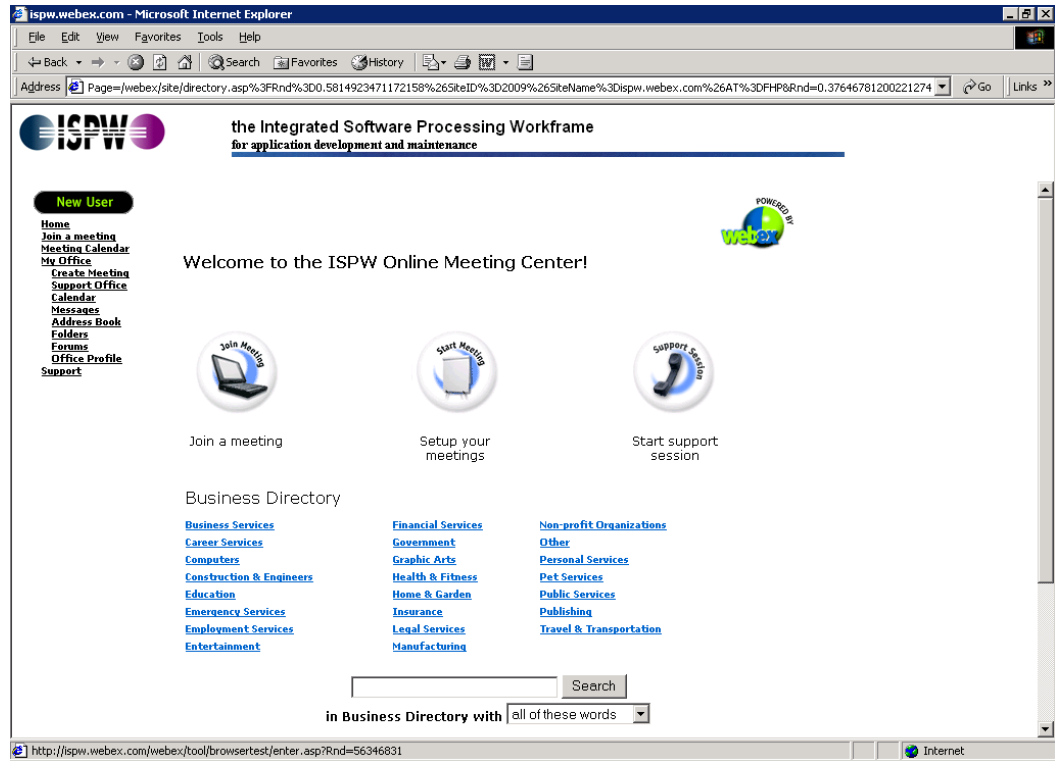 ispw.webex.com - Microsoft Internet Explorer
File Edit View Favorites Tools Help
Back Search Favorites History
Address Page=/webex/site/directory.asp%3FRnd%3D0.5814923471172158%26SiteID%3D2009%26SiteName%3Dispw.webex.com%26AT%3DFHP&Rnd=0.37646781200221274 Go Links »
ISPW
the Integrated Software Processing Workframe
for application development and maintenance
New User
Home
Join a meeting
Meeting Calendar
My Office
Create Meeting
Support Office
Calendar
Messages
Address Book
Folders
Forums
Office Profile
Support
POWERED BY
webex
Welcome to the ISPW Online Meeting Center!
Join Meeting
Start Meeting
Support Session
Join a meeting
Setup your
meetings
Start support
session
Business Directory
Business Services Financial Services Non-profit Organizations
Career Services Government Other
Computers Graphic Arts Personal Services
Construction & Engineers Health & Fitness Pet Services
Education Home & Garden Public Services
Emergency Services Insurance Publishing
Employment Services Legal Services Travel & Transportation
Entertainment Manufacturing
Search
in Business Directory with all of these words
http://ispw.webex.com/webex/tool/browsertest/enter.asp?Rnd=56346831 Internet